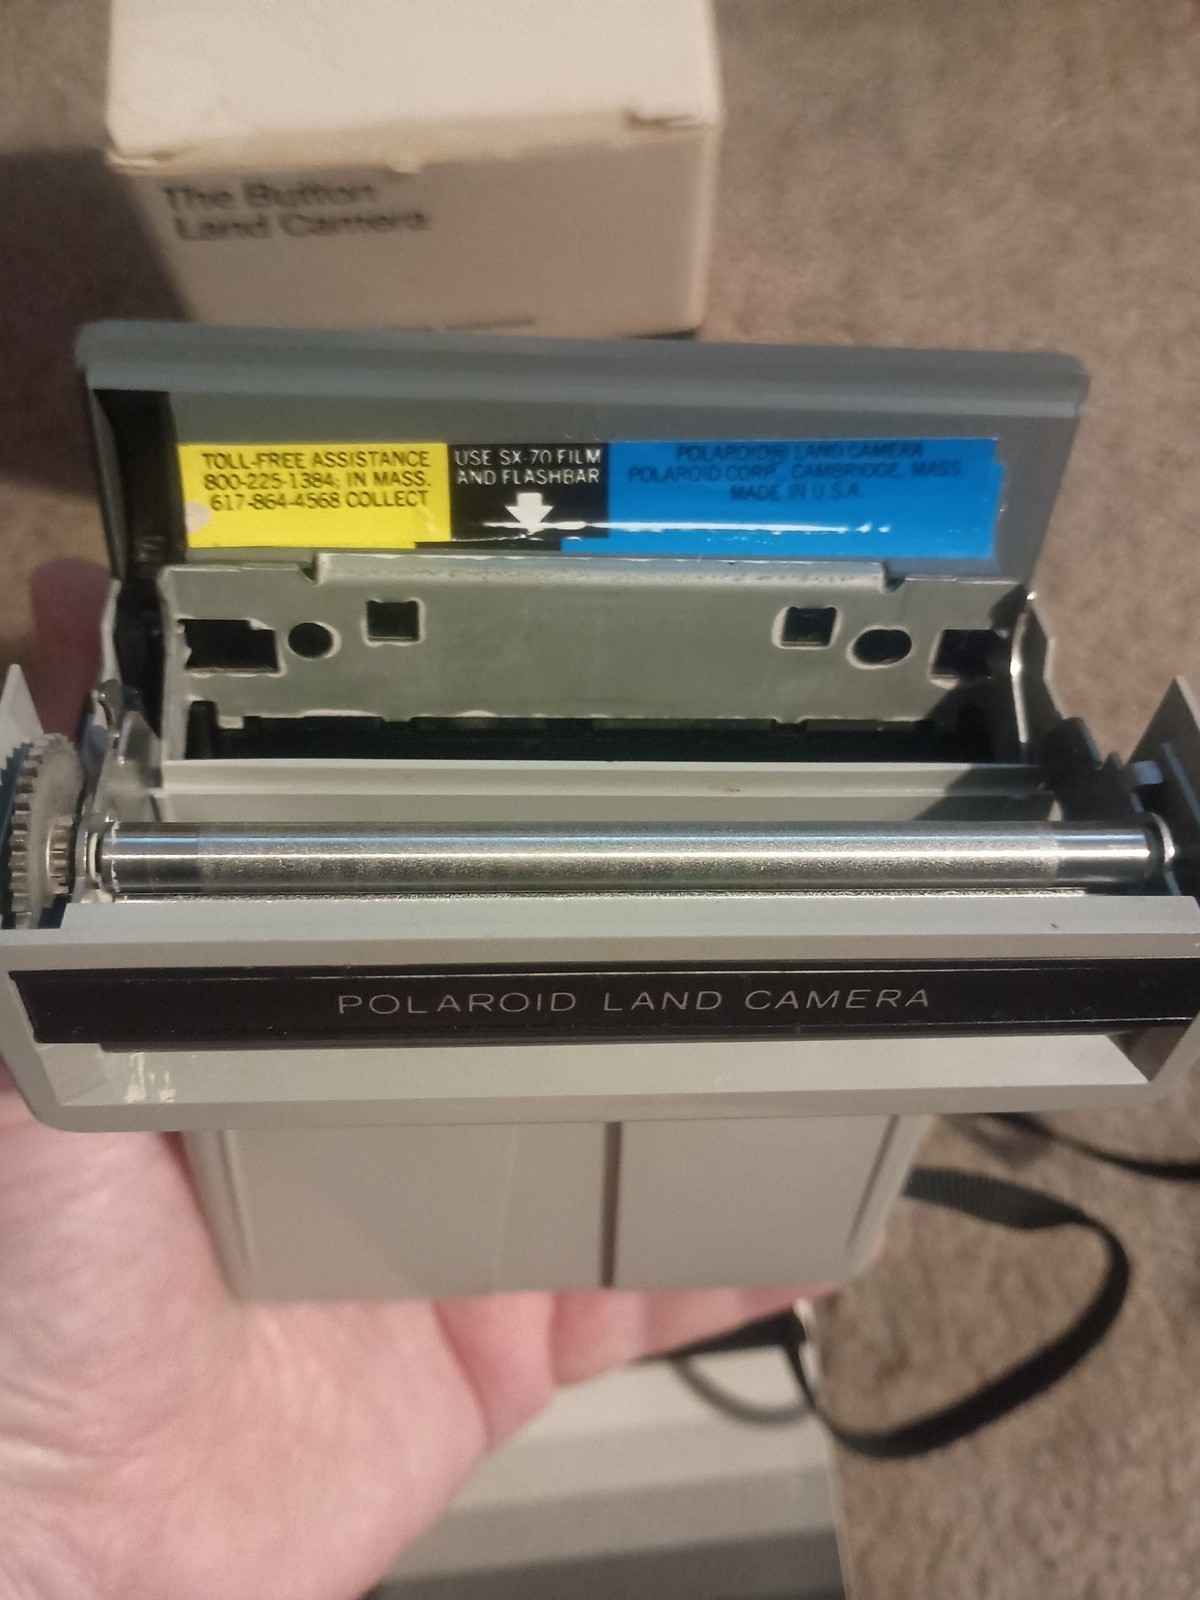 The Button
Land Camera
TOLL-FREE ASSISTANCE
800-225-1384; IN MASS.
617-864-4568 COLLECT
USE SX-70 FILM
AND FLASHBAR
POLAROID® LAND CAMERA
POLAROID CORP., CAMBRIDGE, MASS.
MADE IN U.S.A.
POLAROID LAND CAMERA